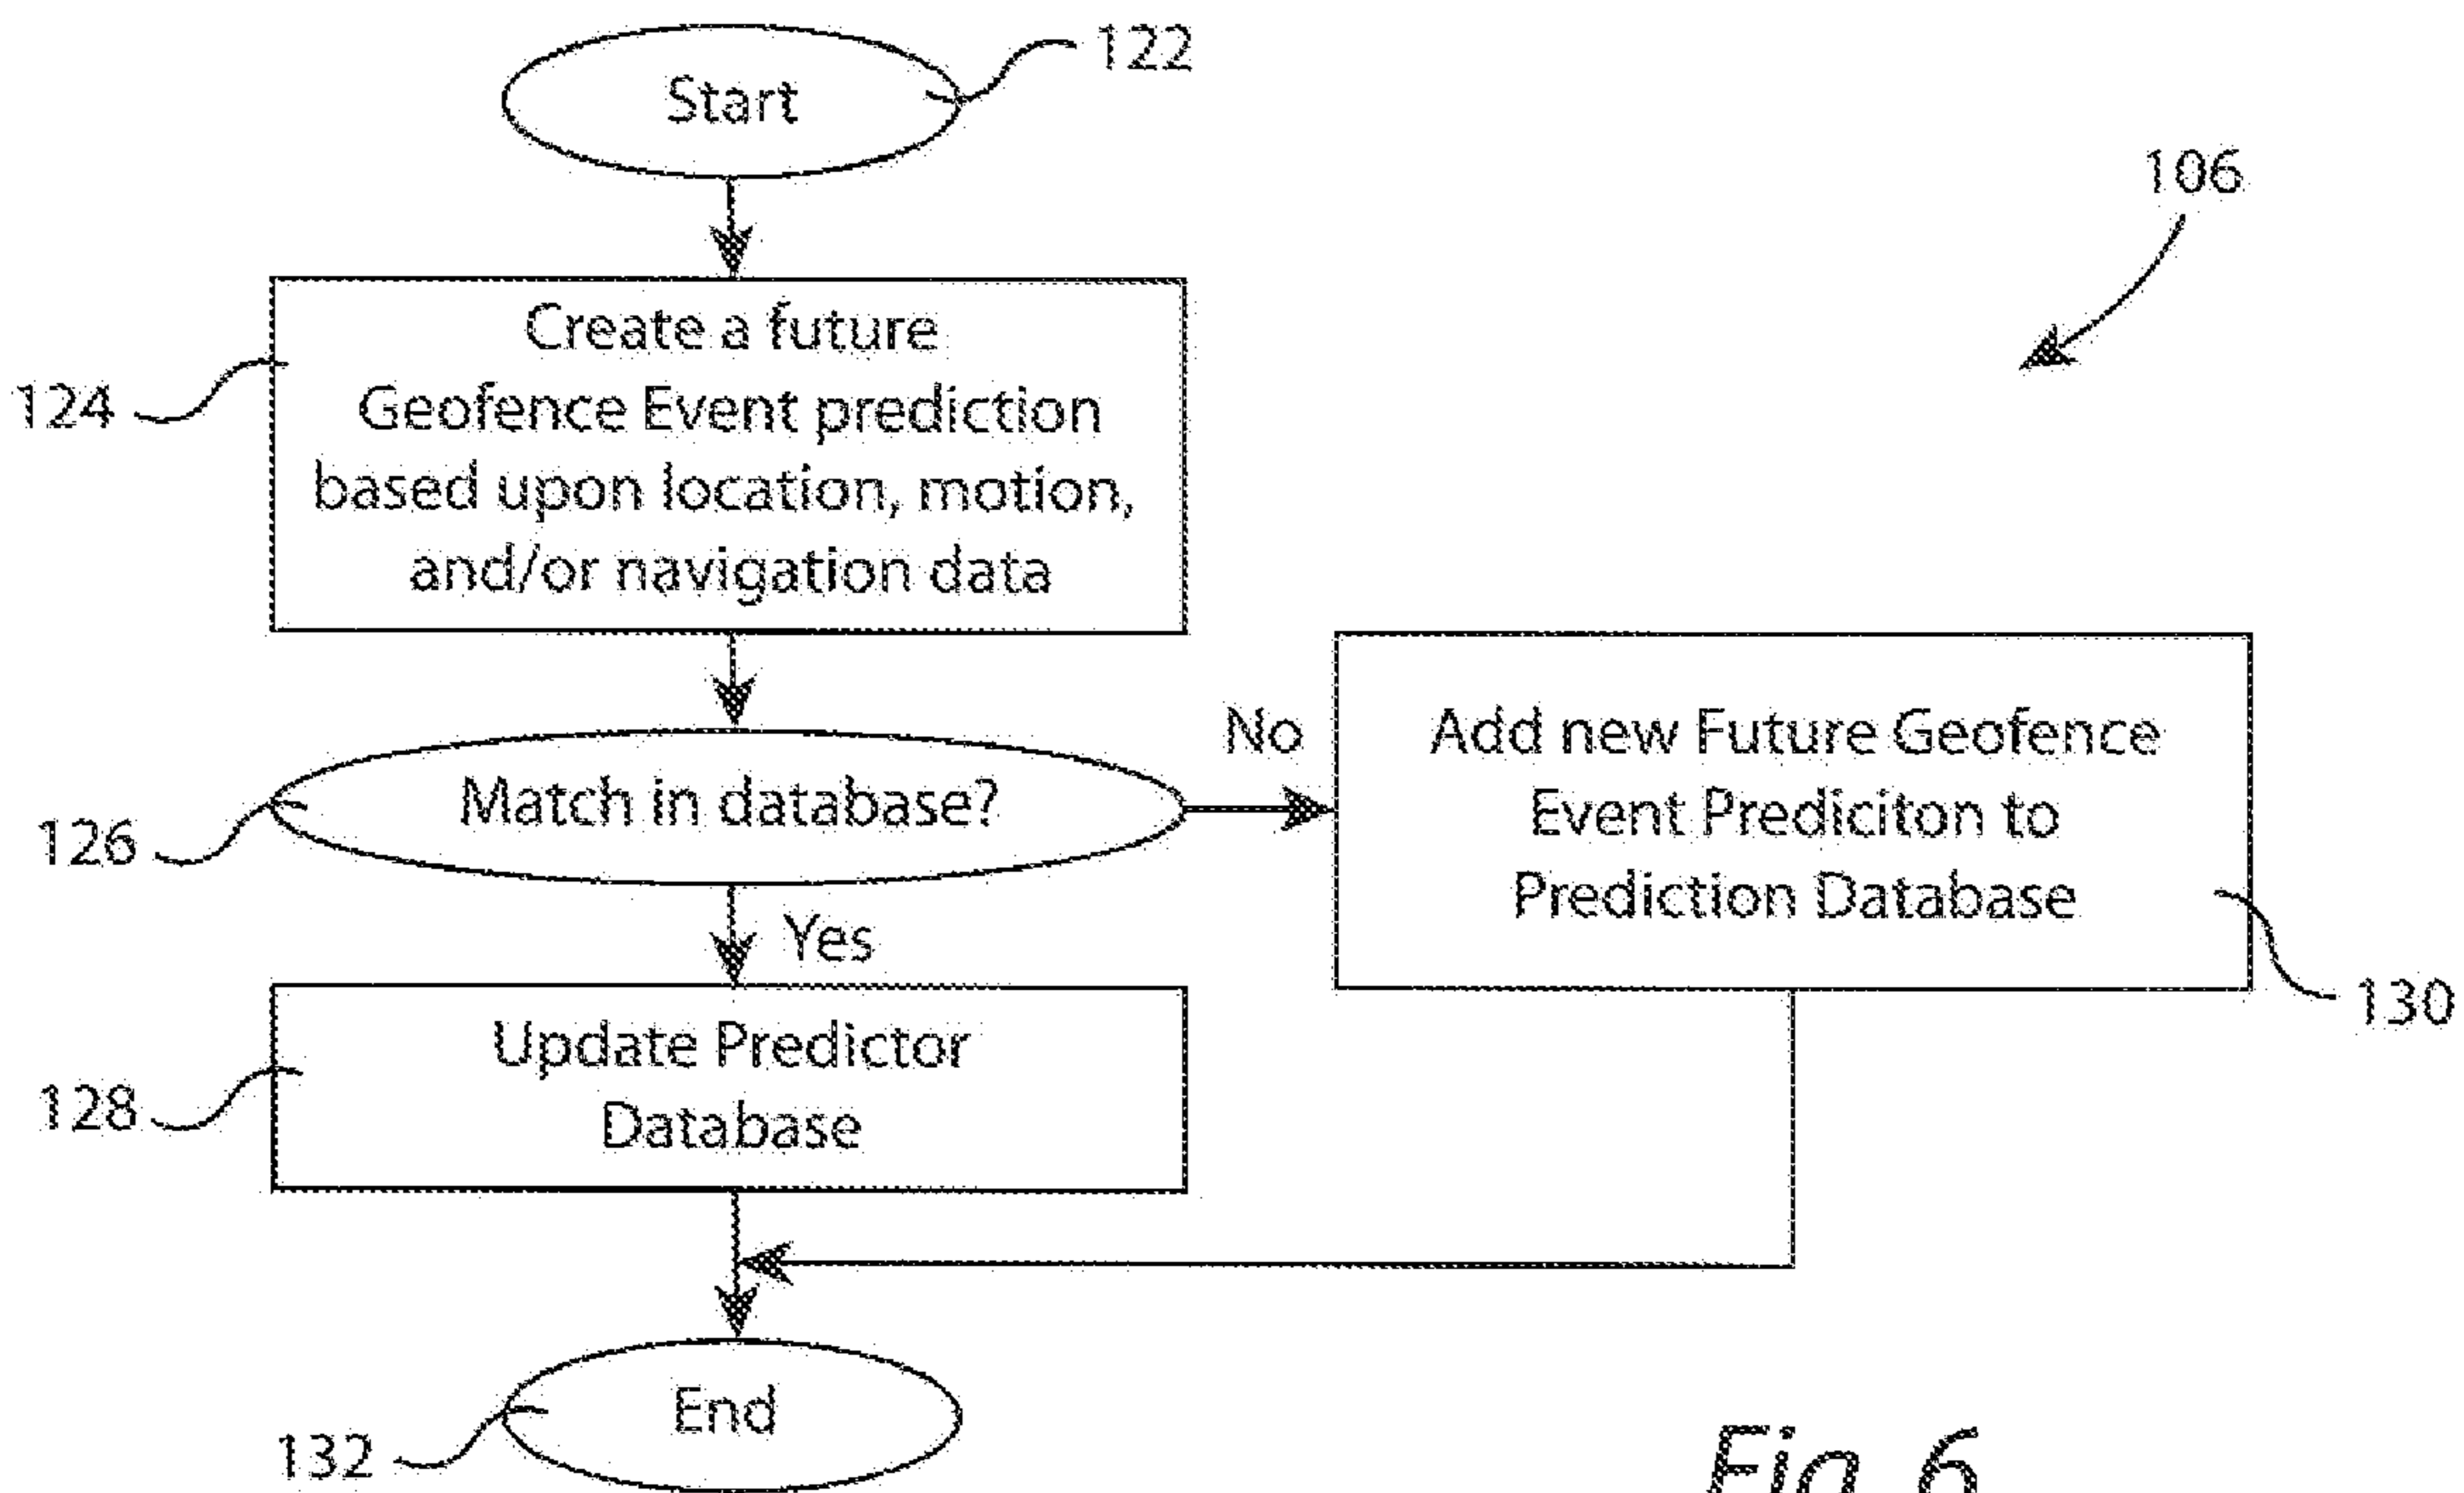 Start
122
106
Create a future
Geofence Event prediction
based upon location, motion,
and/or navigation data
124
Match in database?
126
No
Add new Future Geofence
Event Prediciton to
Prediction Database
130
Yes
Update Predictor
Database
128
End
132
Fig 6